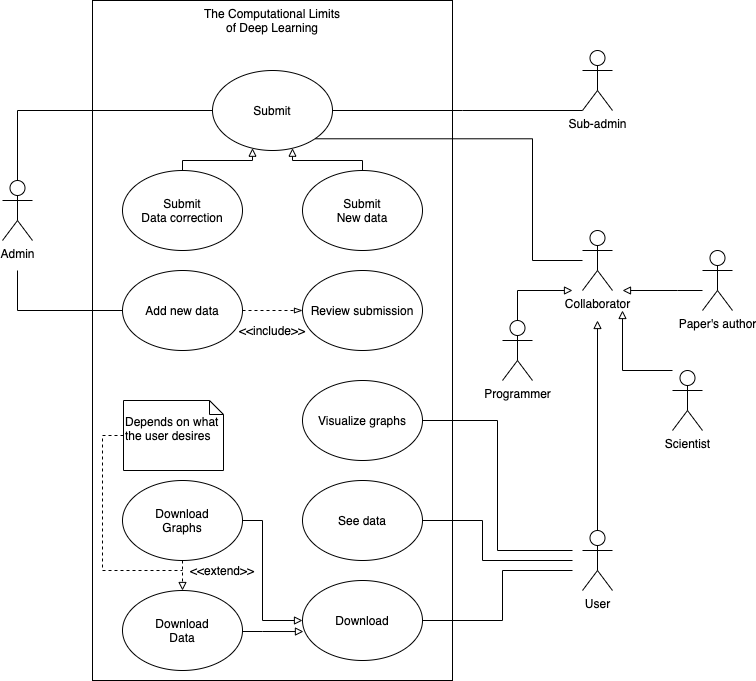 The Computational Limits
of Deep Learning
Submit
Sub-admin
Submit
Data correction
Submit
New data
Admin
Add new data
<<include>>
Review submission
Collaborator
Paper's author
Programmer
Scientist
Depends on what
the user desires
Visualize graphs
Download
Graphs
See data
<<extend>>
User
Download
Data
Download